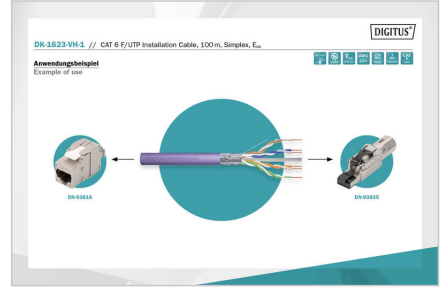 DIGITUS®
DK-1623-VH-1 // CAT 6 F/UTP Installation Cable, 100 m, Simplex, Eca
Anwendungsbeispiel
Example of use
DN-93616
DN-93835